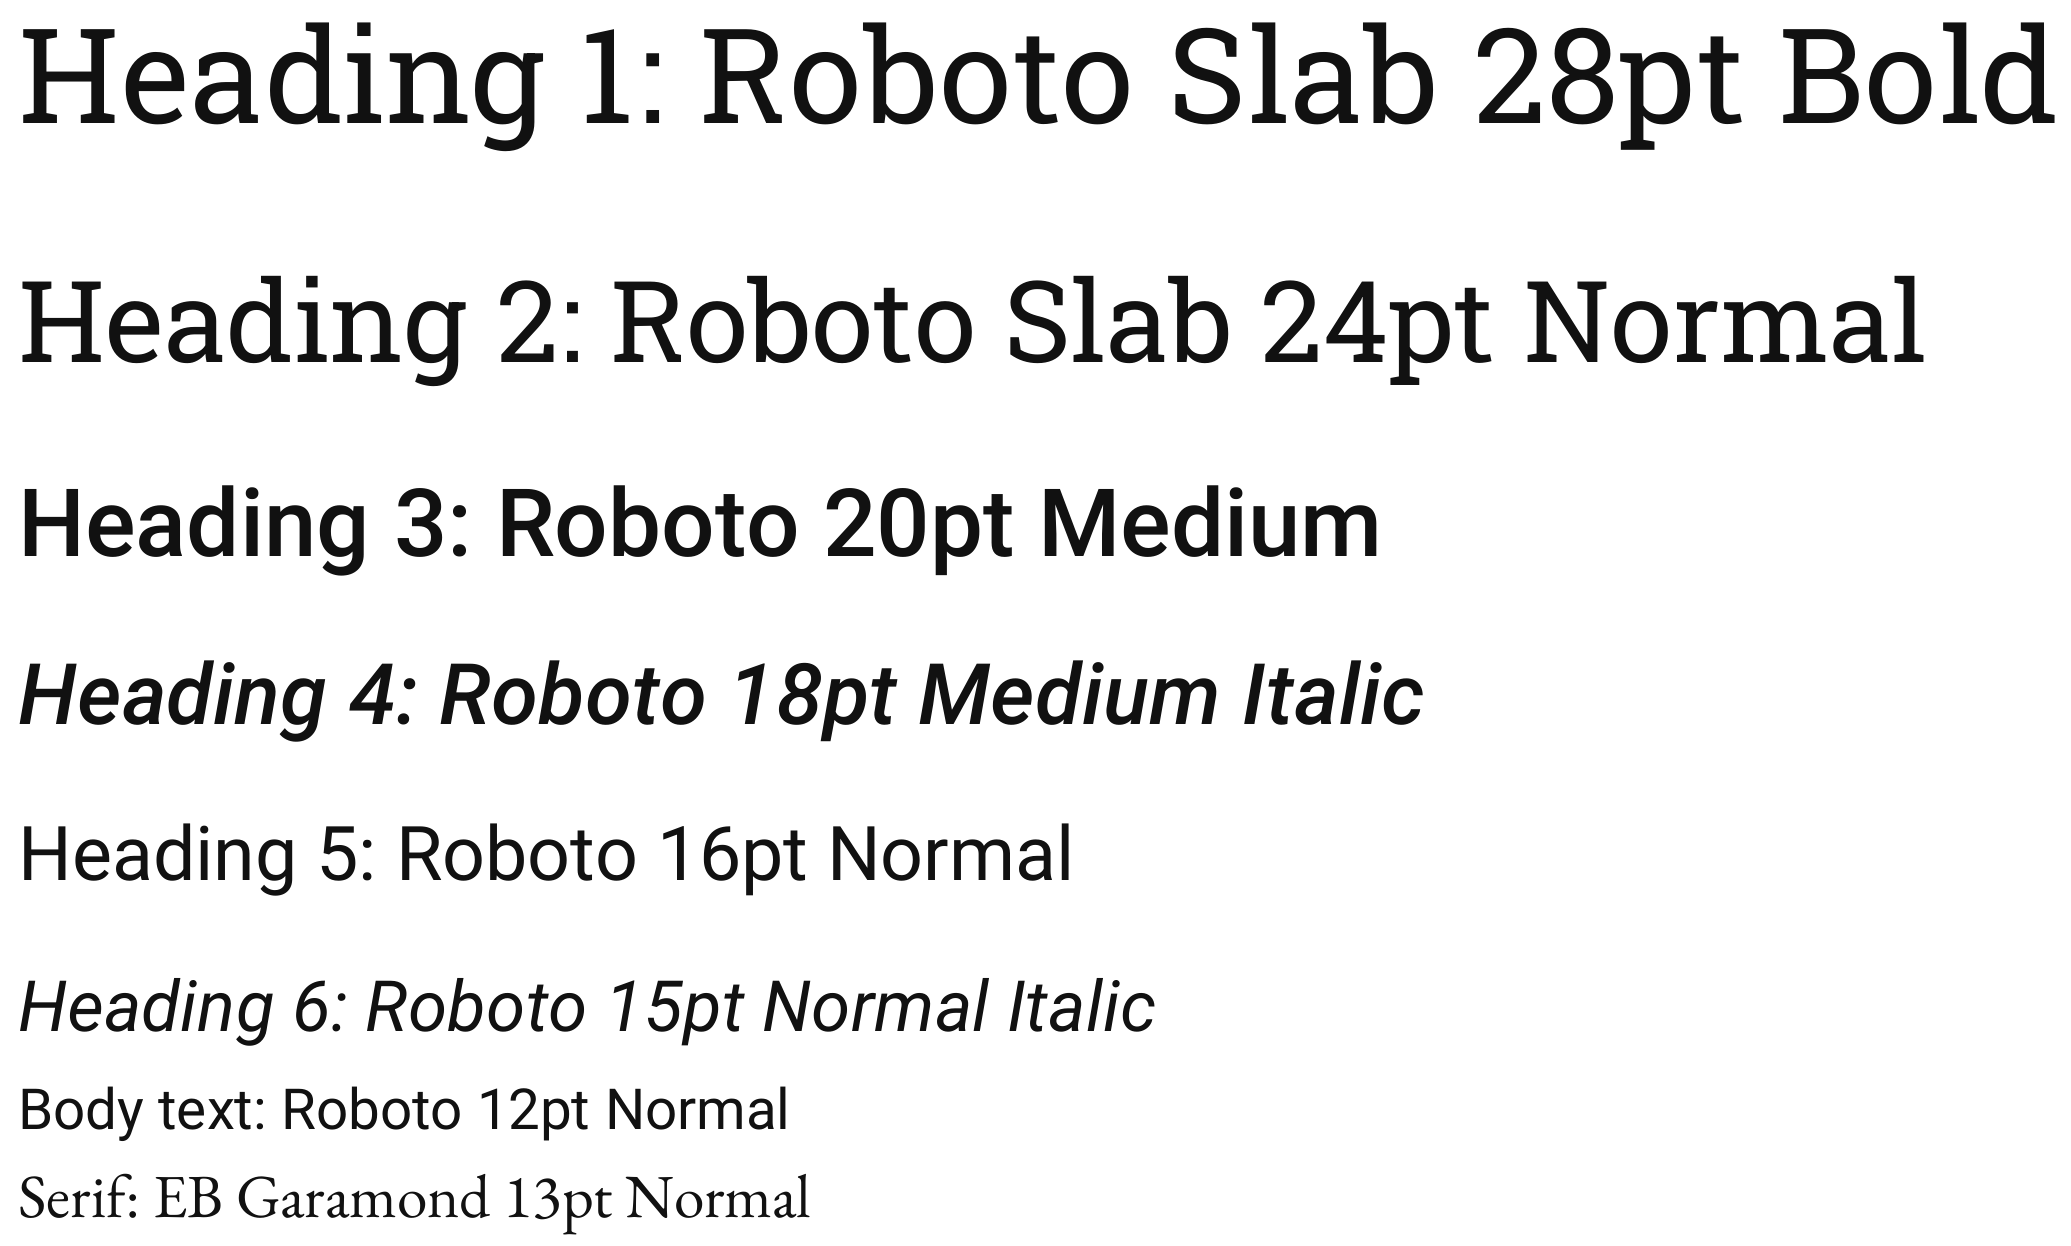 Heading 1: Roboto Slab 28pt Bold
Heading 2: Roboto Slab 24pt Normal
Heading 3: Roboto 20pt Medium
Heading 4: Roboto 18pt Medium Italic
Heading 5: Roboto 16pt Normal
Heading 6: Roboto 15pt Normal Italic
Body text: Roboto 12pt Normal
Serif: EB Garamond 13pt Normal